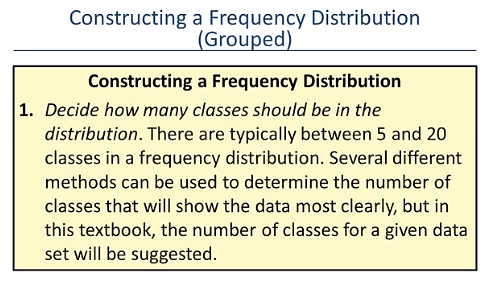 Constructing a Frequency Distribution
(Grouped)
Constructing a Frequency Distribution
1. Decide how many classes should be in the
distribution. There are typically between 5 and 20
classes in a frequency distribution. Several different
methods can be used to determine the number of
classes that will show the data most clearly, but in
this textbook, the number of classes for a given data
set will be suggested.